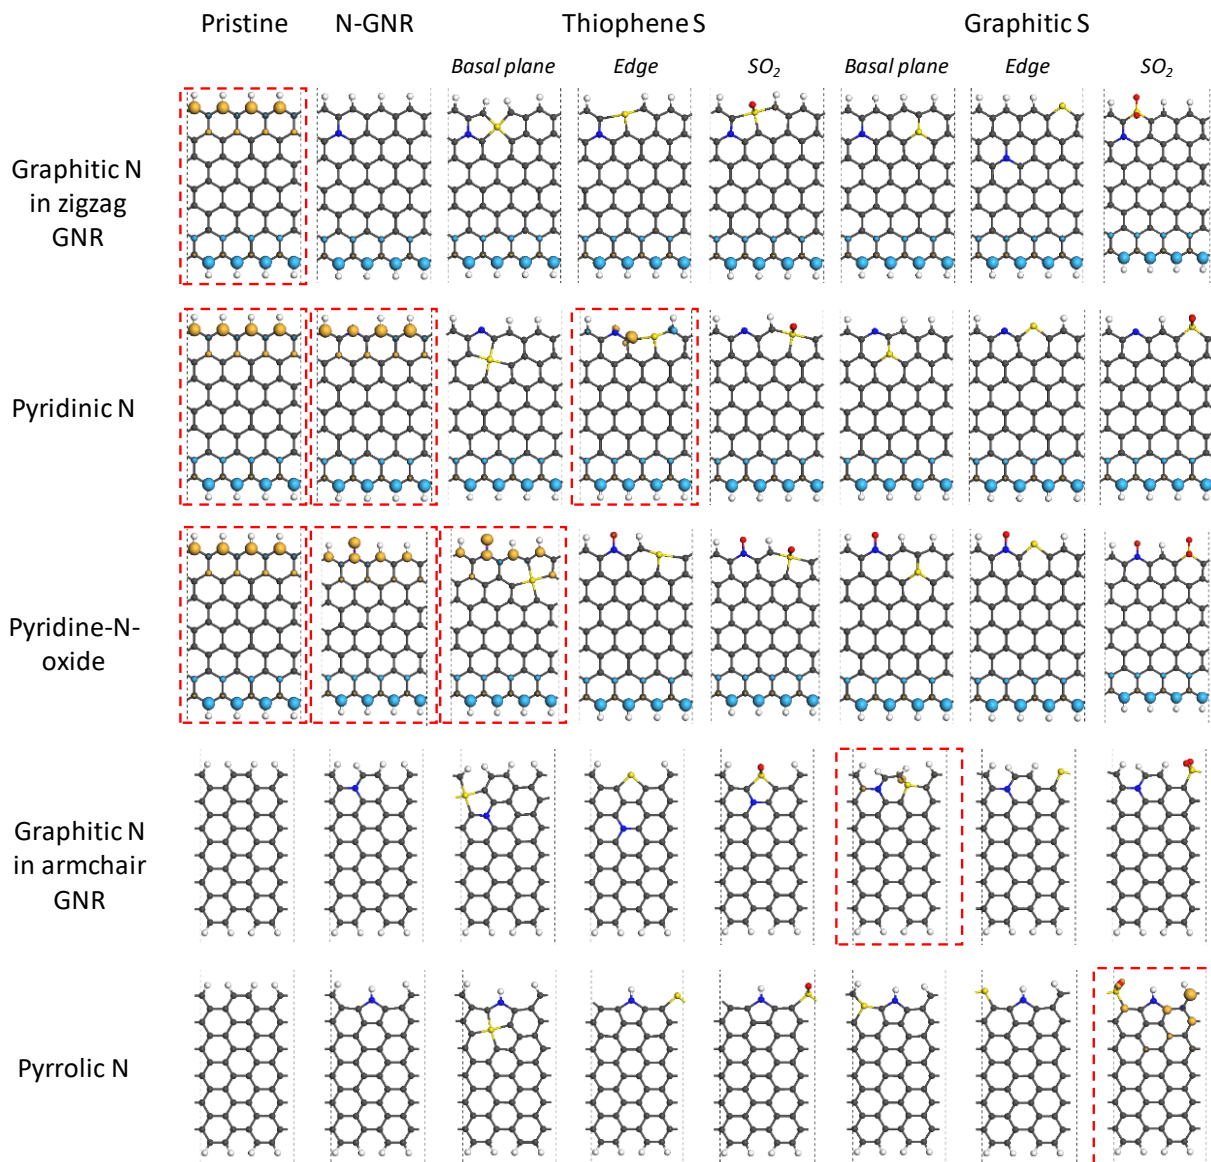 Pristine N-GNR Thiophene S Graphitic S
Basal plane Edge SO2 Basal plane Edge SO2
Graphitic N
in zigzag
GNR
Pyridinic N
Pyridine-N-
oxide
Graphitic N
in armchair
GNR
Pyrrolic N